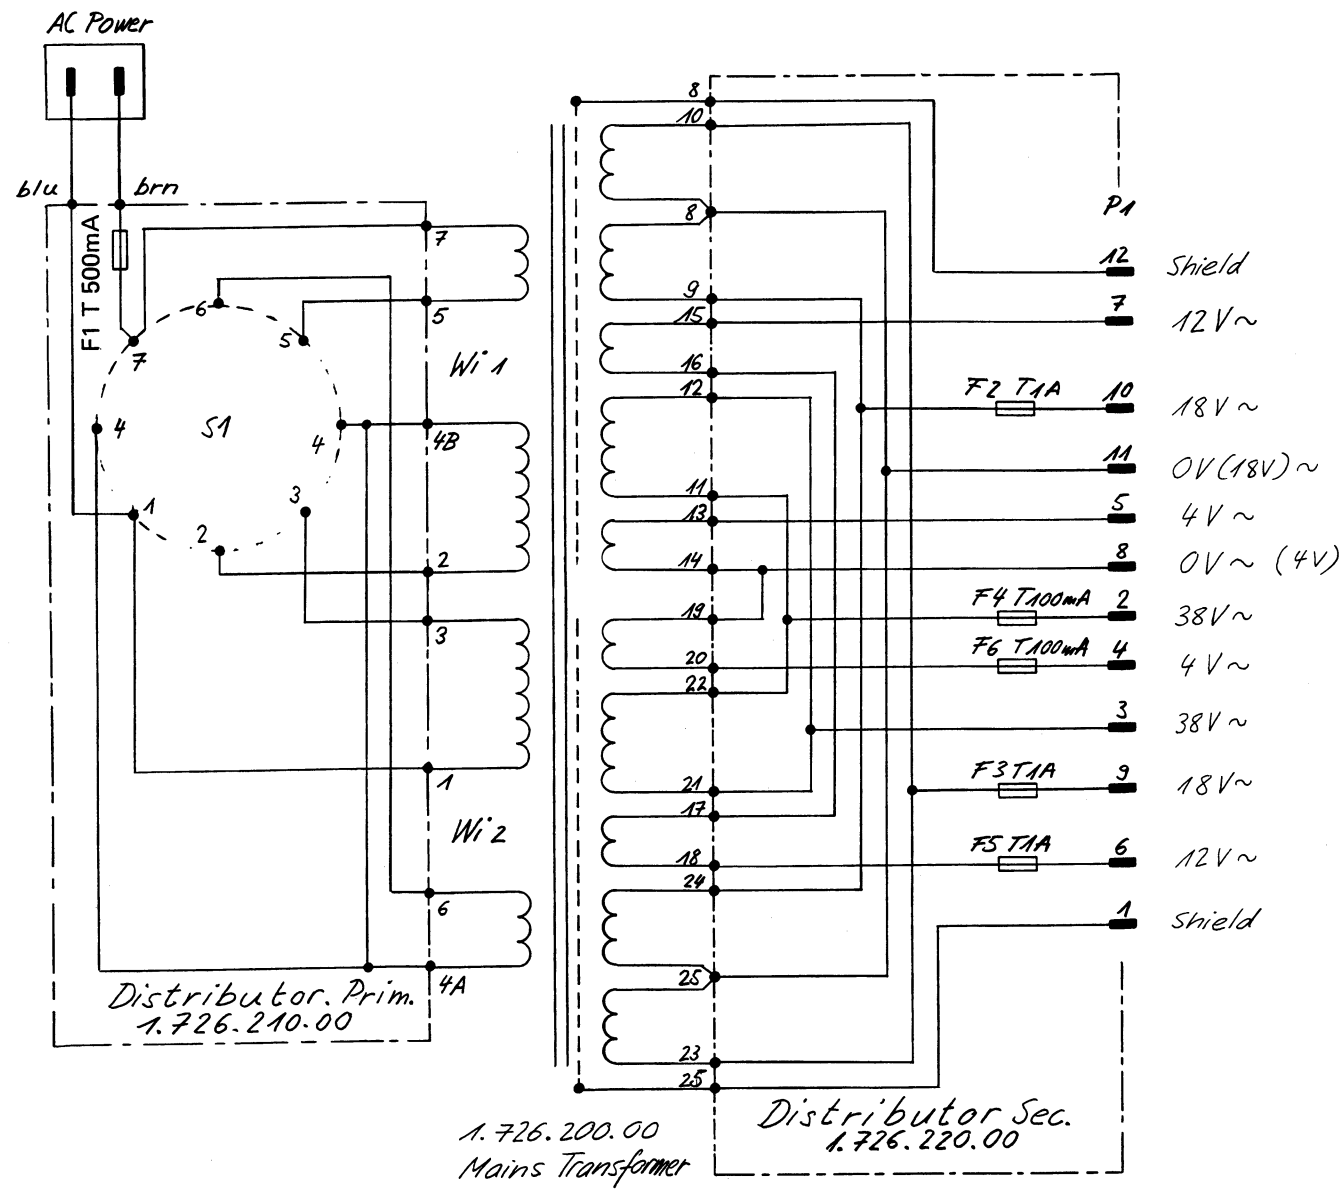 AC Power
blu
brn
F1 T 500mA
7
5
6
5
7
Wi 1
4
S1
4
4B
3
1
2
2
3
1
Wi 2
6
4A
Distributor. Prim.
1.726.210.00
8
10
8
9
15
16
12
11
13
14
19
20
22
21
17
18
24
25
23
25
P1
12 Shield
7 12V~
F2 T1A 10 18V~
11 0V(18V)~
5 4V~
8 0V~ (4V)
F4 T100mA 2 38V~
F6 T100mA 4 4V~
3 38V~
F3 T1A 9 18V~
F5 T1A 6 12V~
1 Shield
Distributor Sec.
1.726.220.00
1.726.200.00
Mains Transformer